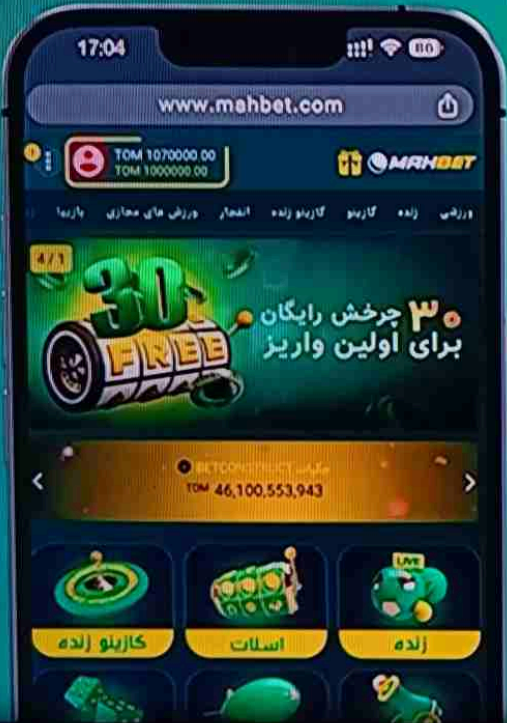 17:04
80
www.mahbet.com
TOM 1070000.00
TOM 1000000.00
MAHBET
ورزشی زنده کازینو کازینو زنده انفجار ورزش های مجازی بازیها
4 / 1
30
FREE
۳۰ چرخش رایگان
برای اولین واریز
BETCONSTRUCT
TOM 46,100,553,943
LIVE
کازینو زنده
اسلات
زنده